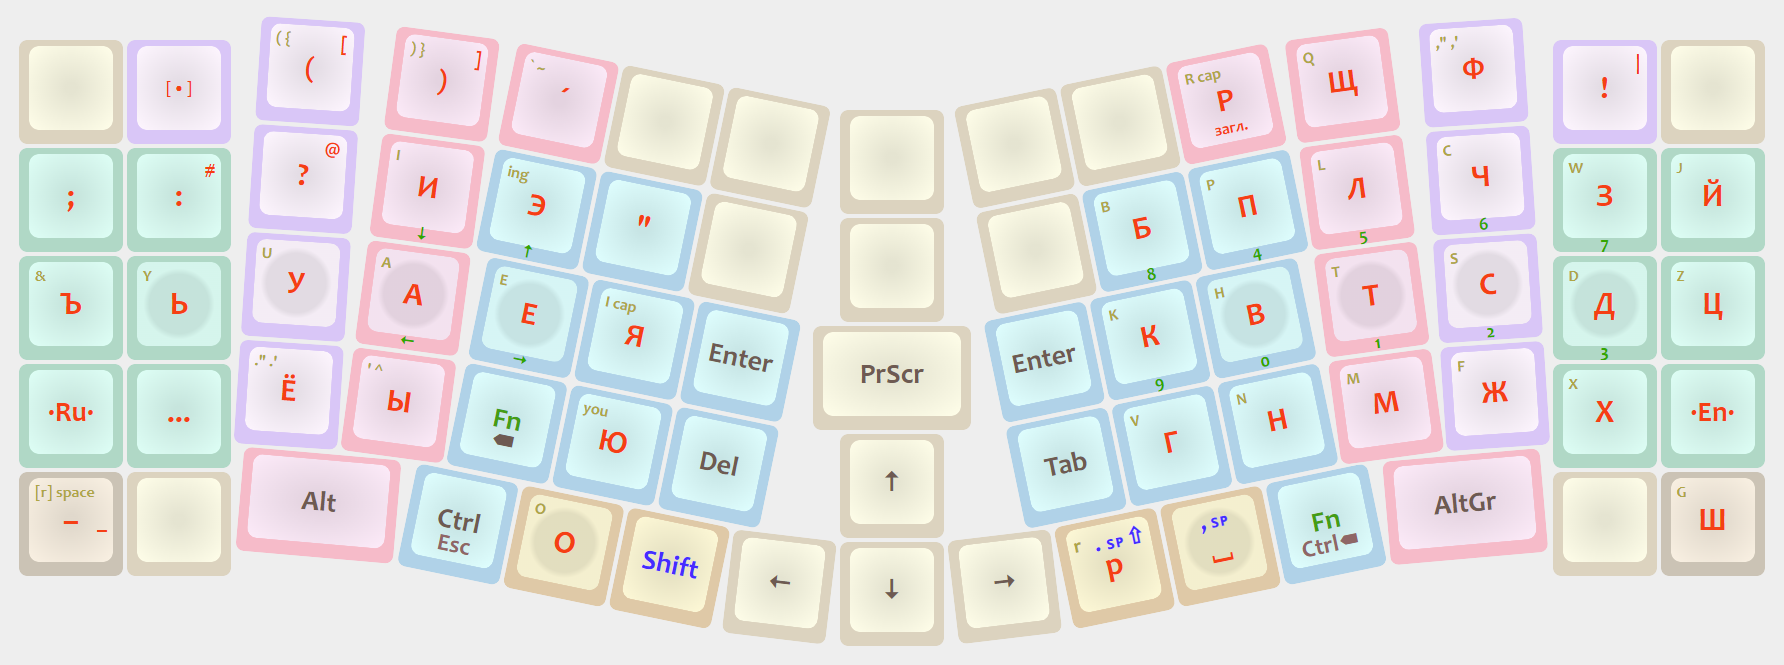 [•]
({ [
(
)} ]
)
`~
´
R cap
Р
загл.
Q
Щ
,",'
Ф
|
!
;
#
:
@
?
I
И
↓
ing
Э
↑
"
B
Б
8
P
П
4
L
Л
5
C
Ч
6
W
З
7
J
Й
&
Ъ
Y
Ь
U
У
A
А
←
E
Е
→
I cap
Я
Enter
PrScr
Enter
K
К
9
H
В
0
T
Т
1
S
С
2
D
Д
3
Z
Ц
·Ru·
...
."·'
Ё
'^
Ы
Fn
you
Ю
Del
↑
Tab
V
Г
N
Н
M
М
F
Ж
X
Х
·En·
[r] space
– _
Alt
Ctrl
Esc
O
О
Shift
←
↓
→
r .SP ⇧
р
,SP
⎵
Fn
Ctrl
AltGr
G
Ш